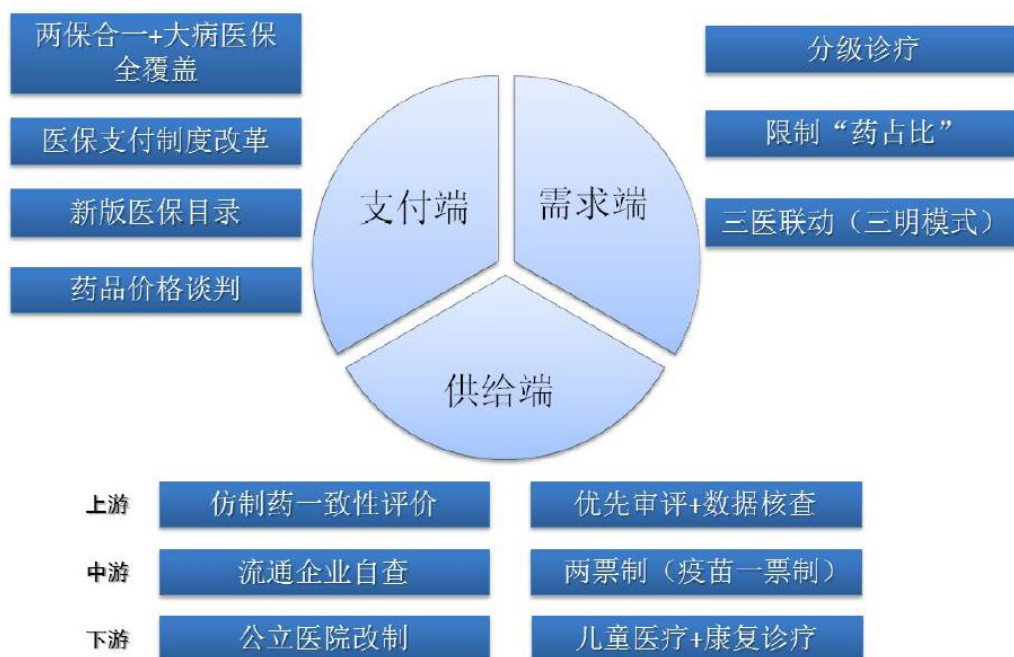 两保合一+大病医保
全覆盖
医保支付制度改革
新版医保目录
药品价格谈判
分级诊疗
限制“药占比”
三医联动（三明模式）
支付端
需求端
供给端
上游
仿制药一致性评价
优先审评+数据核查
中游
流通企业自查
两票制（疫苗一票制）
下游
公立医院改制
儿童医疗+康复诊疗